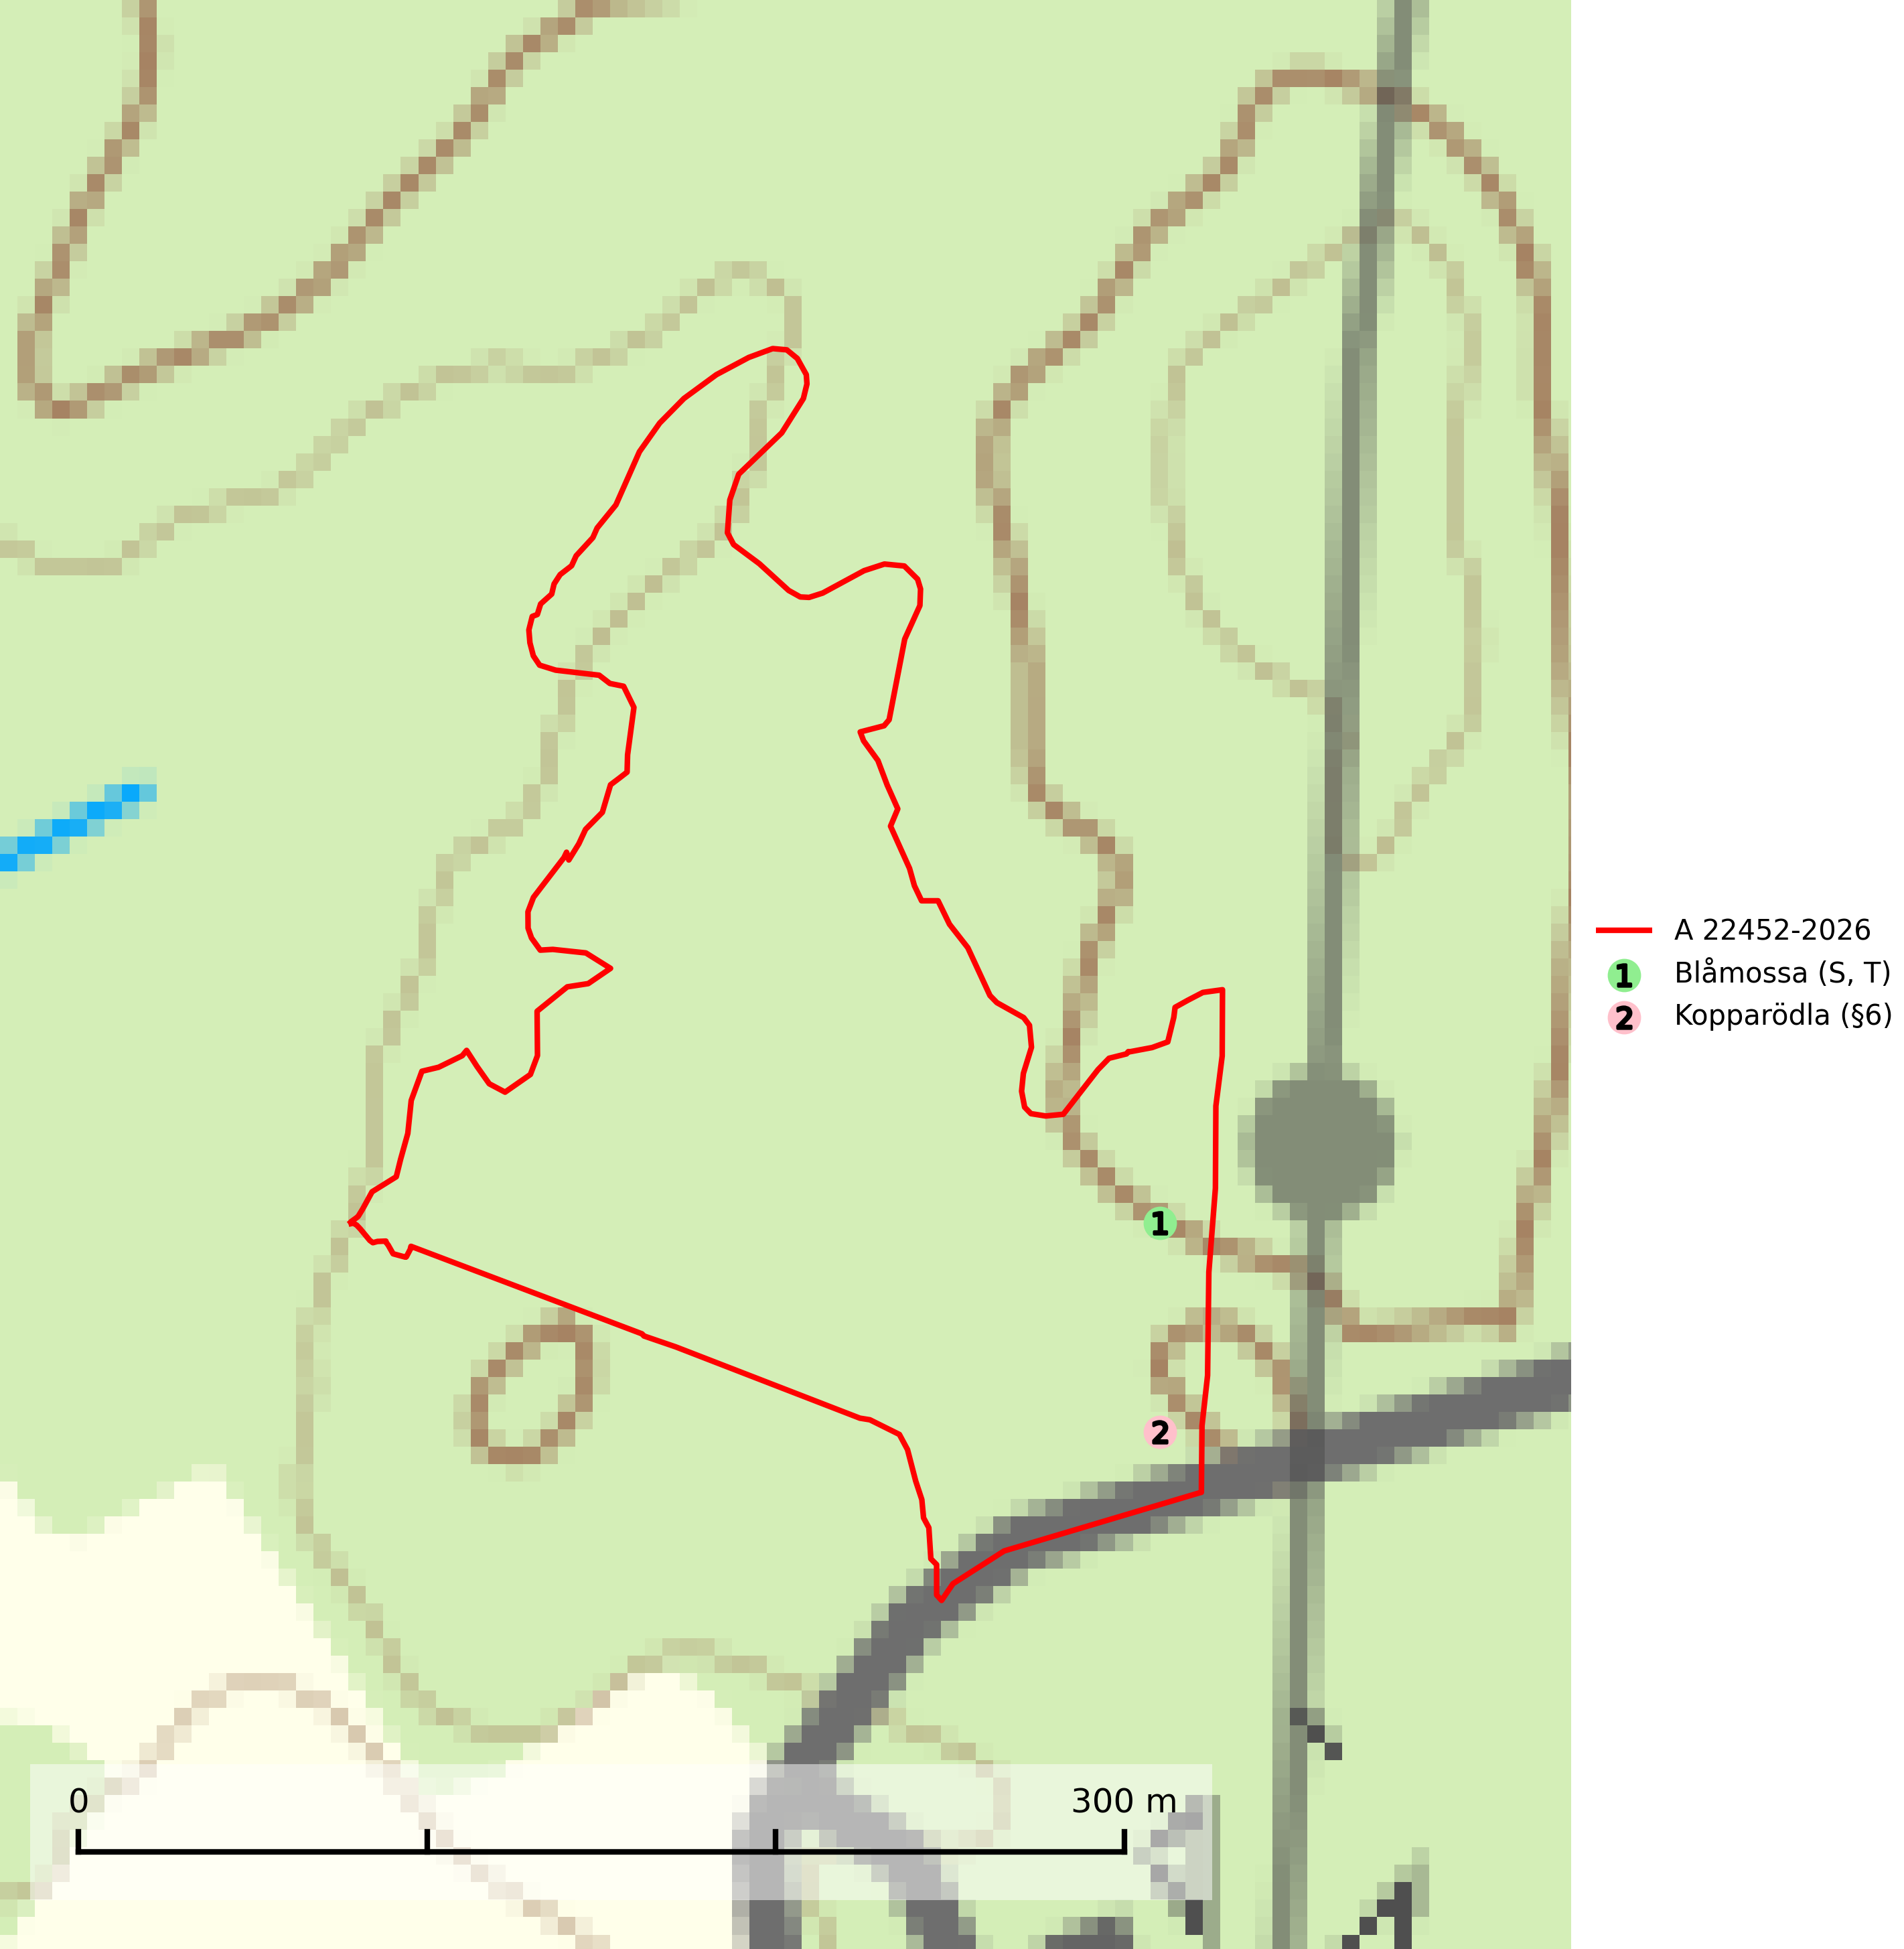 A 22452-2026
1 Blåmossa (S, T)
2 Kopparödla (§6)
1
2
0 300 m